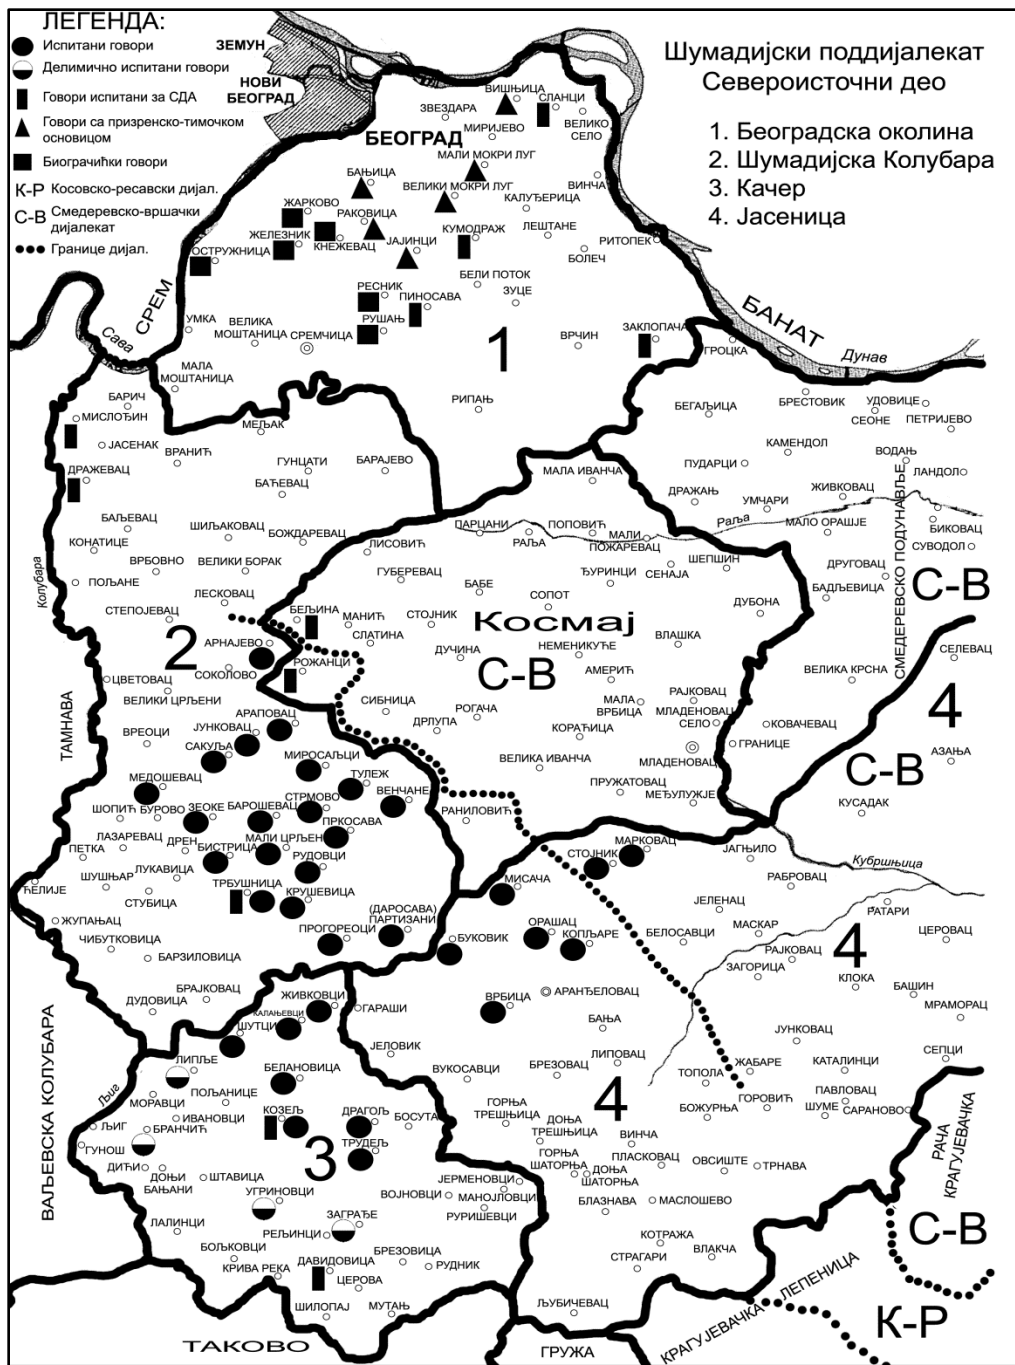 ЛЕГЕНДА:
Испитани говори
Делимично испитани говори
Говори испитани за СДА
Говори са призренско-тимочком
основицом
Биограчићки говори
К-Р Косовско-ресавски дијал.
С-В Смедеревско-вршачки
дијалекат
Границе дијал.
Шумадијски поддијалекат
Североисточни део
1. Београдска околина
2. Шумадијска Колубара
3. Качер
4. Јасеница
ЗЕМУН
НОВИ
БЕОГРАД
БЕОГРАД
ЗВЕЗДАРА
ВИШЊИЦА
СЛАНЦИ
ВЕЛИКО
СЕЛО
МИРИЈЕВО
МАЛИ МОКРИ ЛУГ
БАЊИЦА
ВЕЛИКИ МОКРИ ЛУГ
ВИНЧА
КАЛУЂЕРИЦА
ЖАРКОВО
РАКОВИЦА
ЖЕЛЕЗНИК
КНЕЖЕВАЦ
ЈАЈИНЦИ
КУМОДРАЖ
ЛЕШТАНЕ
РИТОПЕК
БОЛЕЧ
ОСТРУЖНИЦА
БЕЛИ ПОТОК
РЕСНИК
ПИНОСАВА
ЗУЦЕ
СРЕМ
БАНАТ
Сава
УМКА
ВЕЛИКА
МОШТАНИЦА
СРЕМЧИЦА
РУШАЊ
1
ВРЧИН
ЗАКЛОПАЧА
ГРОЦКА
Дунав
МАЛА
МОШТАНИЦА
БАРИЧ
МИСЛОЂИН
РИПАЊ
БЕГАЉИЦА
БРЕСТОВИК
УДОВИЦЕ
СЕОНЕ
ПЕТРИЈЕВО
МЕЉАК
ЈАСЕНАК
ВРАНИЋ
ГУНЦАТИ
БАРАЈЕВО
КАМЕНДОЛ
ВОДАЊ
ПУДАРЦИ
ЛАНДОЛ
ДРАЖЕВАЦ
БАЋЕВАЦ
МАЛА ИВАНЧА
ДРАЖАЊ
УМЧАРИ
ЖИВКОВАЦ
БАЉЕВАЦ
ШИЉАКОВАЦ
БОЖДАРЕВАЦ
ПАРЦАНИ
РАЉА
ПОПОВИЋ
МАЛИ
ПОЖАРЕВАЦ
Раља
МАЛО ОРАШЈЕ
БИКОВАЦ
СУВОДОЛ
КОНАТИЦЕ
ЛИСОВИЋ
ВРБОВНО
ВЕЛИКИ БОРАК
ГУБЕРЕВАЦ
БАБЕ
ЂУРИНЦИ
СЕНАЈА
ШЕПШИН
ДРУГОВАЦ
БАДЉЕВИЦА
С-В
ПОЉАНЕ
Колубара
СТЕПОЈЕВАЦ
ЛЕСКОВАЦ
БЕЉИНА
МАНИЋ
СТОЈНИК
СОПОТ
ДУБОНА
СМЕДЕРЕВСКО ПОДУНАВЉЕ
2
АРНАЈЕВО
СЛАТИНА
Космај
НЕМЕНИКУЋЕ
ВЛАШКА
СЕЛЕВАЦ
СОКОЛОВО
РОЖАНЦИ
ДУЧИНА
С-В
АМЕРИЋ
ВЕЛИКА КРСНА
ЦВЕТОВАЦ
ВЕЛИКИ ЦРЉЕНИ
СИБНИЦА
РОГАЧА
МАЛА
ВРБИЦА
РАЈКОВАЦ
МЛАДЕНОВАЦ
СЕЛО
КОВАЧЕВАЦ
4
ТАМНАВА
АРАПОВАЦ
ЈУНКОВАЦ
ДРЛУПА
КОРАЋИЦА
ГРАНИЦЕ
АЗАЊА
ВРЕОЦИ
САКУЉА
МИРОСАЉЦИ
ВЕЛИКА ИВАНЧА
МЛАДЕНОВАЦ
С-В
МЕДОШЕВАЦ
ТУЛЕЖ
ПРУЖАТОВАЦ
МЕЂУЛУЖЈЕ
КУСАДАК
СТРМОВО
ВЕНЧАНЕ
ШОПИЋ
БУРОВО
ЗЕОКЕ
БАРОШЕВАЦ
ПРКОСАВА
РАНИЛОВИЋ
ЛАЗАРЕВАЦ
ПЕТКА
ДРЕН
БИСТРИЦА
МАЛИ ЦРЉЕНИ
РУДОВЦИ
СТОЈНИК
МАРКОВАЦ
ЈАГЊИЛО
Кубршњица
ЛУКАВИЦА
ШУШЊАР
ТРБУШНИЦА
КРУШЕВИЦА
МИСАЧА
РАБРОВАЦ
ЋЕЛИЈЕ
СТУБИЦА
(ДАРОСАВА)
ПАРТИЗАНИ
ЈЕЛЕНАЦ
РАТАРИ
ЖУПАЊАЦ
ЧИБУТКОВИЦА
ПРОГОРЕОЦИ
БУКОВИК
ОРАШАЦ
КОПЉАРЕ
БЕЛОСАВЦИ
МАСКАР
РАЈКОВАЦ
4
ЦЕРОВАЦ
БАРЗИЛОВИЦА
ЗАГОРИЦА
КЛОКА
ДУДОВИЦА
БРАЈКОВАЦ
ЖИВКОВЦИ
КАЛАЊЕВЦИ
ШУТЦИ
ГАРАШИ
ВРБИЦА
АРАНЂЕЛОВАЦ
БАЊА
БАШИН
МРАМОРАЦ
ВАЉЕВСКА КОЛУБАРА
ЈЕЛОВИК
ЈУНКОВАЦ
ЛИПЉЕ
БЕЛАНОВИЦА
ВУКОСАВЦИ
БРЕЗОВАЦ
ЛИПОВАЦ
ЖАБАРЕ
КАТАЛИНЦИ
СЕПЦИ
Љиг
МОРАВЦИ
ПОЉАНИЦЕ
ТОПОЛА
ГОРОВИЋ
ПАВЛОВАЦ
ШУМЕ
САРАНОВО
ИВАНОВЦИ
КОЗЕЉ
ДРАГОЉ
БОСУТА
ГОРЊА
ТРЕШЊИЦА
4
БОЖУРЊА
ЉИГ
БРАНЧИЋ
ДОЊА
ТРЕШЊИЦА
ВИНЧА
ГУНОШ
3
ТРУДЕЉ
ГОРЊА
ШАТОРЊА
ДОЊА
ШАТОРЊА
ПЛАСКОВАЦ
ОВСИШТЕ
ТРНАВА
РАЧА
КРАГУЈЕВАЧКА
ДИЋИ
ДОЊИ
БАЊАНИ
ШТАВИЦА
УГРИНОВЦИ
ВОЈНОВЦИ
ЈЕРМЕНОВЦИ
МАНОЈЛОВЦИ
РУРИШЕВЦИ
БЛАЗНАВА
МАСЛОШЕВО
ЛАЛИНЦИ
ЗАГРАЂЕ
РЕЉИНЦИ
С-В
БОЉКОВЦИ
КРИВА РЕКА
ДАВИДОВИЦА
ЦЕРОВА
БРЕЗОВИЦА
РУДНИК
КОТРАЖА
СТРАГАРИ
ВЛАКЧА
ШИЛОПАЈ
МУТАЊ
ЉУБИЧЕВАЦ
КРАГУЈЕВАЧКА ЛЕПЕНИЦА
К-Р
ТАКОВО
ГРУЖА